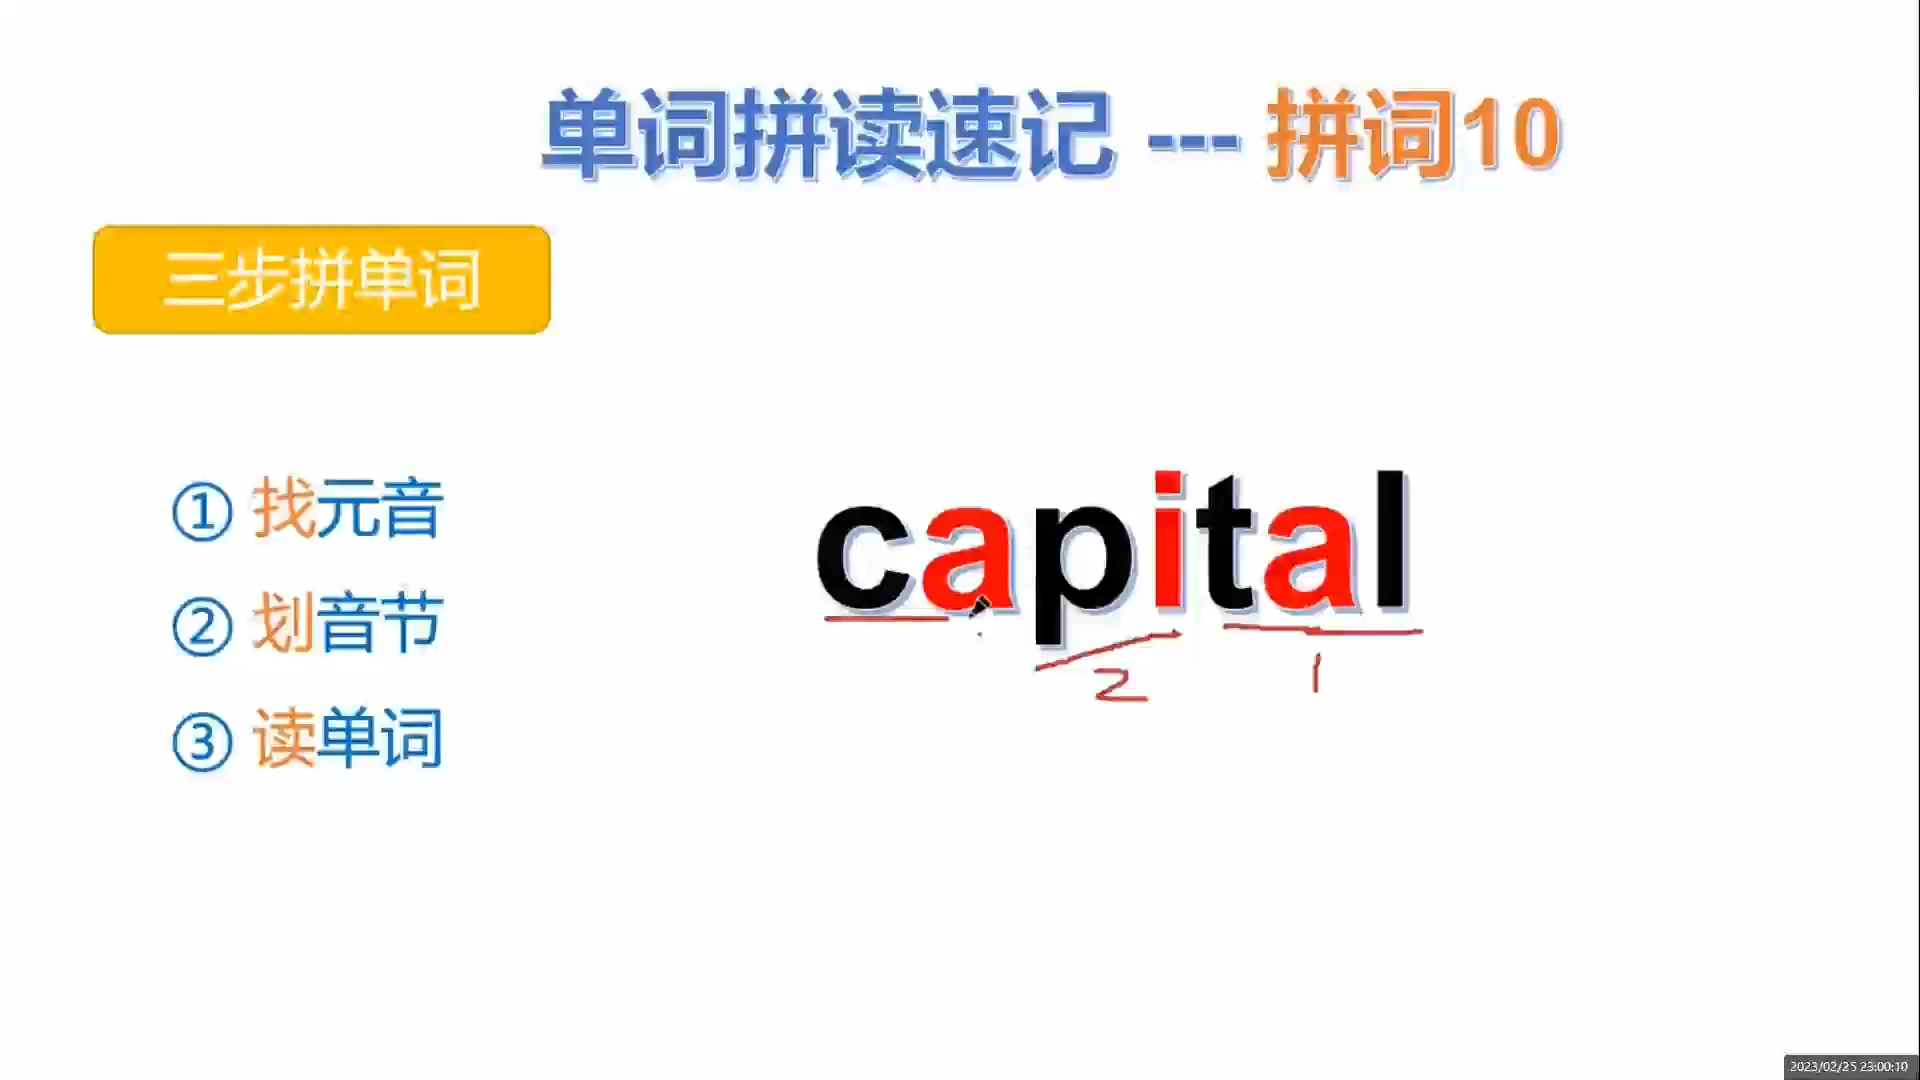 单词拼读速记 --- 拼词10
三步拼单词
① 找元音
② 划音节
③ 读单词
capital
2 1
2023/02/25 23:00:10